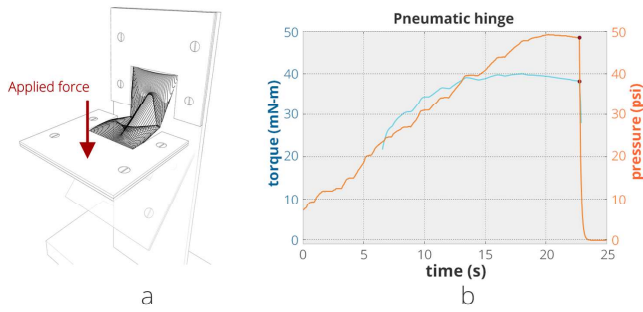 Applied force
a
Pneumatic hinge
torque (mN-m)
50
40
30
20
10
0
50
40
30
20
10
0
pressure (psi)
0
5
10
15
20
25
time (s)
b